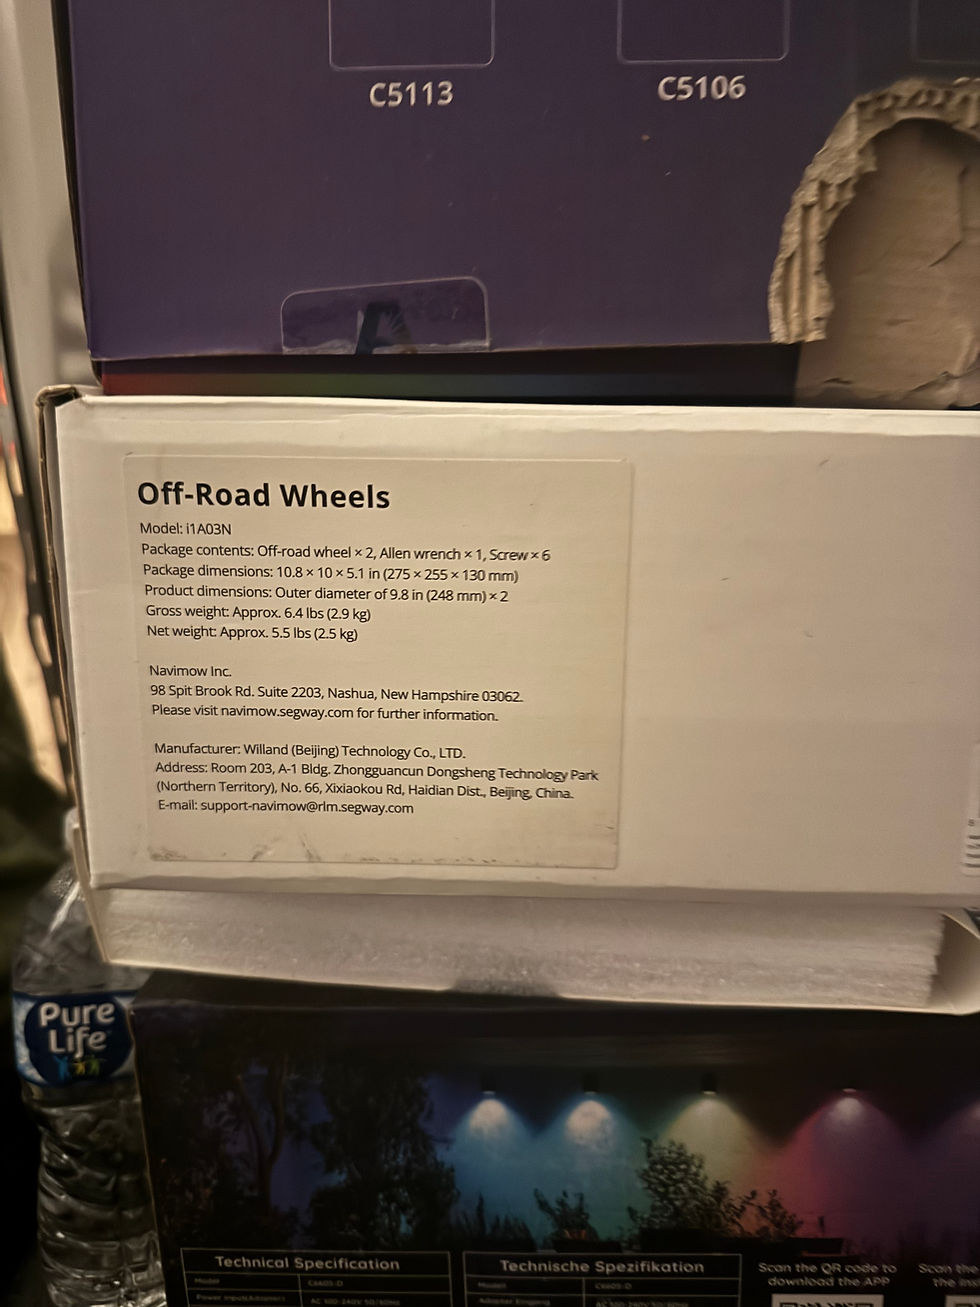 C5113
C5106
Off-Road Wheels
Model: i1A03N
Package contents: Off-road wheel × 2, Allen wrench × 1, Screw × 6
Package dimensions: 10.8 × 10 × 5.1 in (275 × 255 × 130 mm)
Product dimensions: Outer diameter of 9.8 in (248 mm) × 2
Gross weight: Approx. 6.4 lbs (2.9 kg)
Net weight: Approx. 5.5 lbs (2.5 kg)
Navimow Inc.
98 Spit Brook Rd. Suite 2203, Nashua, New Hampshire 03062.
Please visit navimow.segway.com for further information.
Manufacturer: Willand (Beijing) Technology Co., LTD.
Address: Room 203, A-1 Bldg. Zhongguancun Dongsheng Technology Park
(Northern Territory), No. 66, Xixiaokou Rd, Haidian Dist., Beijing, China.
E-mail: support-navimow@rlm.segway.com
Pure
Life
Technical Specification
Model
Technische Spezifikation
Model
Scan the QR code to
download the APP
Scan the